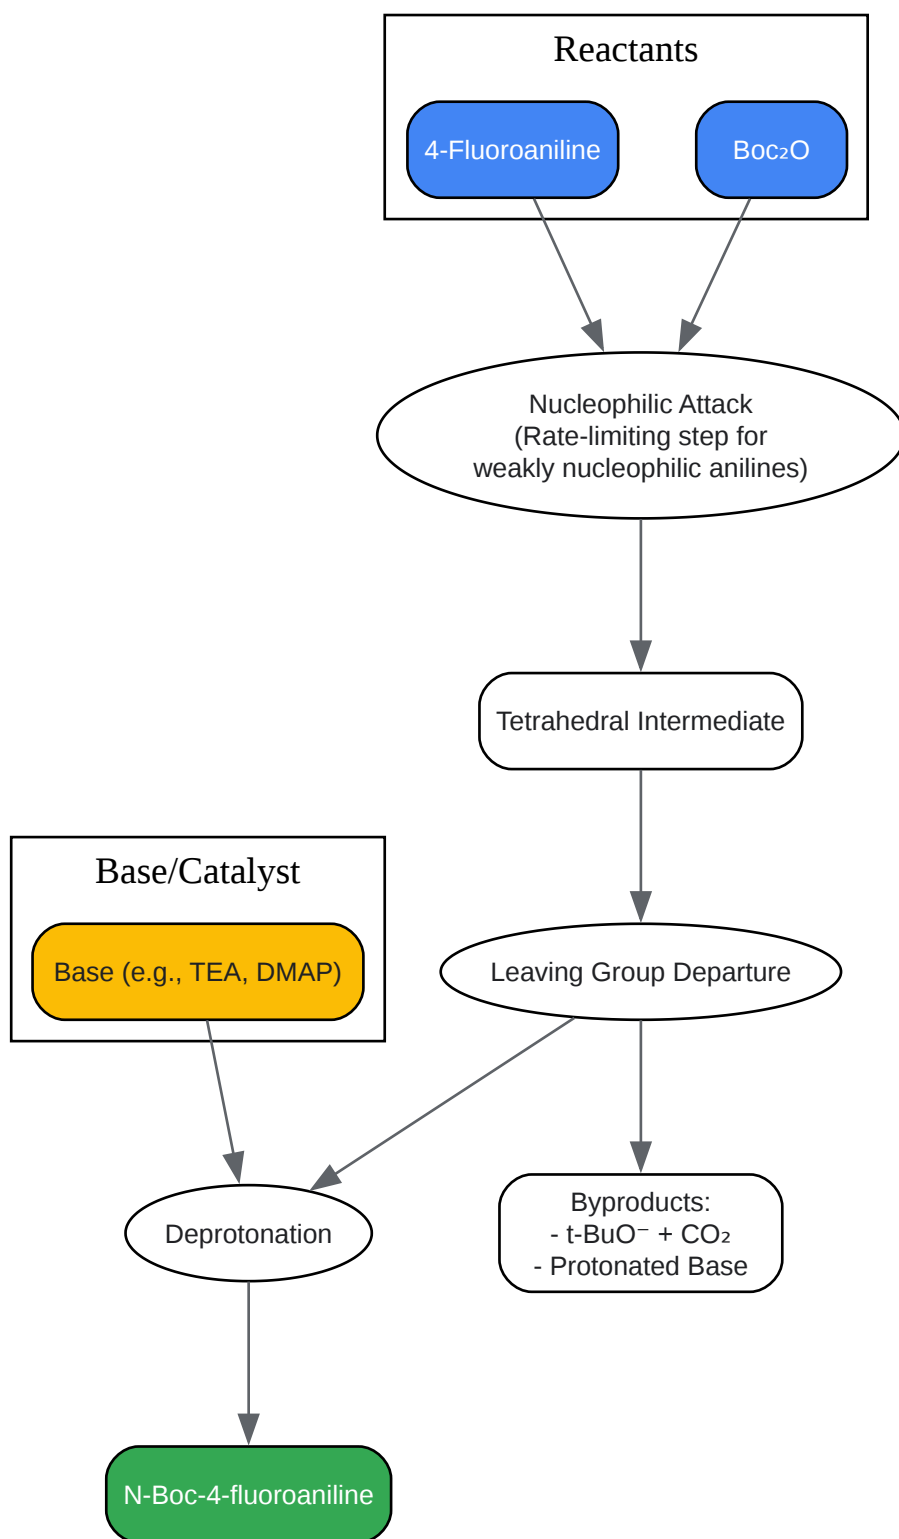 Reactants
4-Fluoroaniline
Boc₂O
Nucleophilic Attack
(Rate-limiting step for
weakly nucleophilic anilines)
Tetrahedral Intermediate
Base/Catalyst
Base (e.g., TEA, DMAP)
Leaving Group Departure
Deprotonation
Byproducts:
- t-BuO⁻ + CO₂
- Protonated Base
N-Boc-4-fluoroaniline